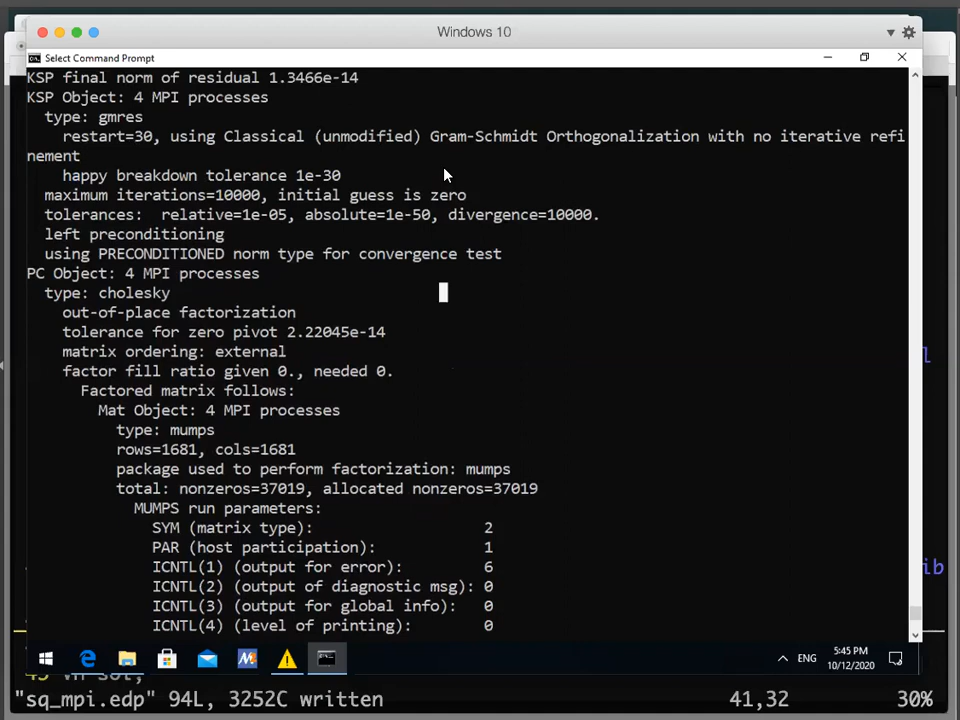 Windows 10
Select Command Prompt
KSP final norm of residual 1.3466e-14
KSP Object: 4 MPI processes
type: gmres
restart=30, using Classical (unmodified) Gram-Schmidt Orthogonalization with no iterative refi
nement
happy breakdown tolerance 1e-30
maximum iterations=10000, initial guess is zero
tolerances:  relative=1e-05, absolute=1e-50, divergence=10000.
left preconditioning
using PRECONDITIONED norm type for convergence test
PC Object: 4 MPI processes
type: cholesky
out-of-place factorization
tolerance for zero pivot 2.22045e-14
matrix ordering: external
factor fill ratio given 0., needed 0.
Factored matrix follows:
Mat Object: 4 MPI processes
type: mumps
rows=1681, cols=1681
package used to perform factorization: mumps
total: nonzeros=37019, allocated nonzeros=37019
MUMPS run parameters:
SYM (matrix type): 2
PAR (host participation): 1
ICNTL(1) (output for error): 6
ICNTL(2) (output of diagnostic msg): 0
ICNTL(3) (output for global info): 0
ICNTL(4) (level of printing): 0
ib
ENG
5:45 PM
10/12/2020
"sq_mpi.edp" 94L, 3252C written 41,32 30%